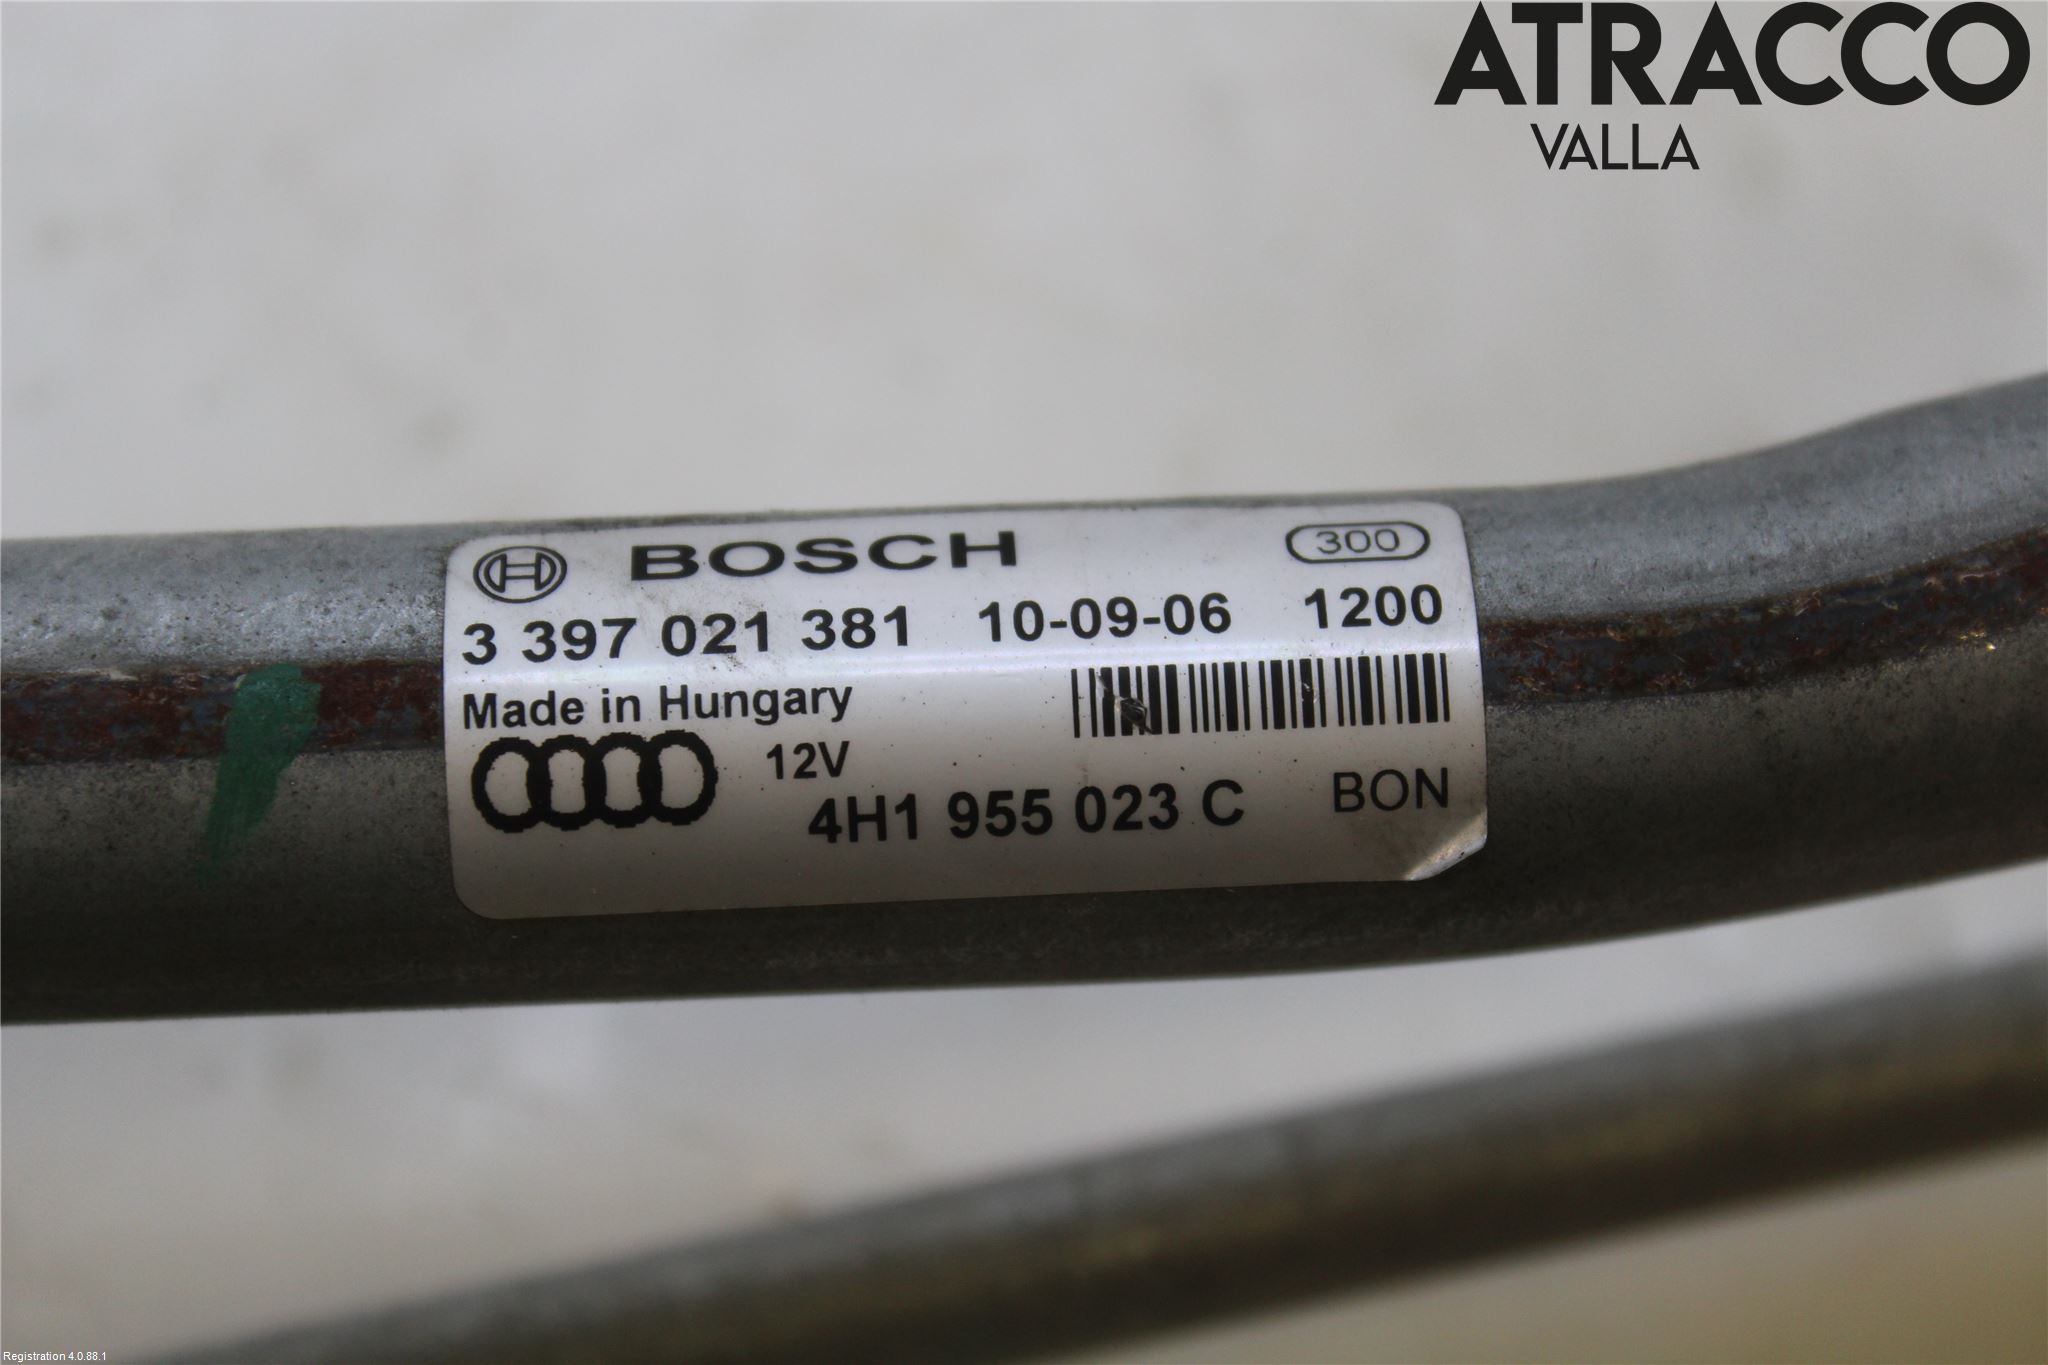 ATRACCO
VALLA
BOSCH 300
3 397 021 381 10-09-06 1200
Made in Hungary
12V
4H1 955 023 C BON
Registration 4.0.88.1